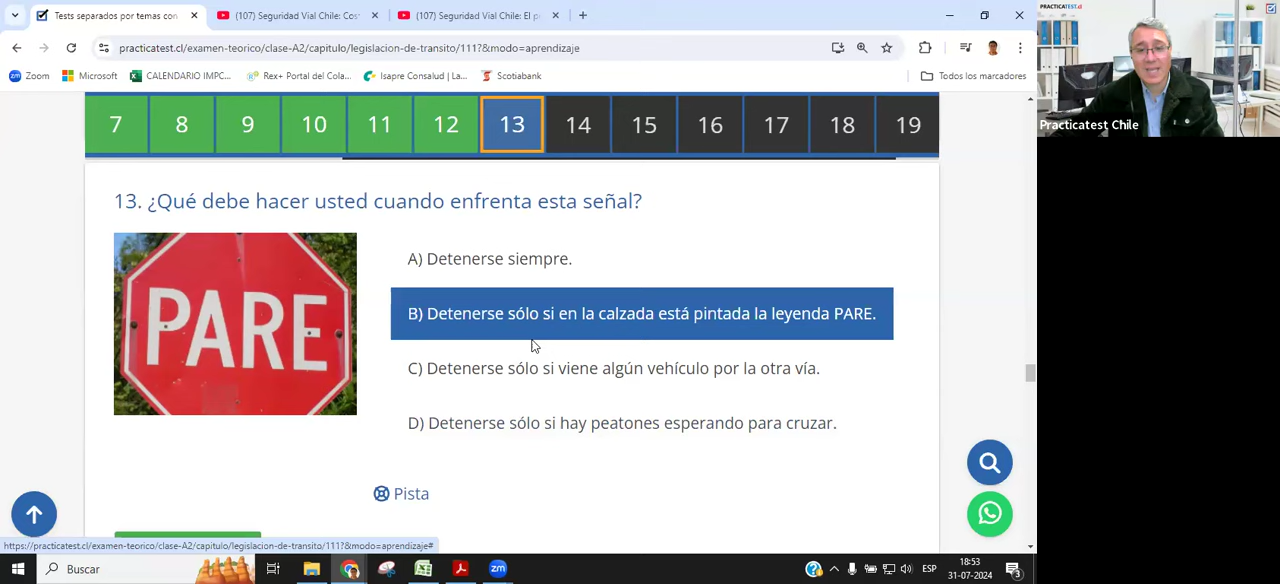 Tests separados por temas con
(107) Seguridad Vial Chile: con
(107) Seguridad Vial Chile: El p
practicatest.cl/examen-teorico/clase-A2/capitulo/legislacion-de-transito/111?&modo=aprendizaje
Zoom
Microsoft
CALENDARIO IMPC...
Rex+ Portal del Col
Isapre Consalud | La...
Scotiabank
Todos los marcadores
PRACTICATEST.cl
Practicatest Chile
7 8 9 10 11 12 13 14 15 16 17 18 19
13. ¿Qué debe hacer usted cuando enfrenta esta señal?
PARE
A) Detenerse siempre.
B) Detenerse sólo si en la calzada está pintada la leyenda PARE.
C) Detenerse sólo si viene algún vehículo por la otra vía.
D) Detenerse sólo si hay peatones esperando para cruzar.
Pista
https://practicatest.cl/examen-teorico/clase-A2/capitulo/legislacion-de-transito/111?&modo=aprendizaje#
Buscar
zm
ESP
18:53
31-07-2024
3